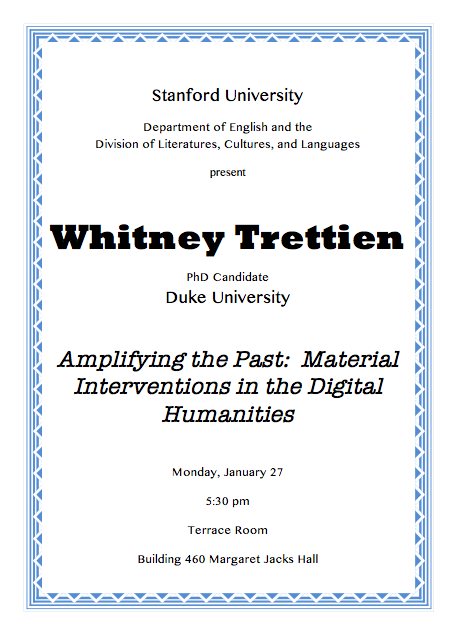 Stanford University
Department of English and the
Division of Literatures, Cultures, and Languages
present
Whitney Trettien
PhD Candidate
Duke University
Amplifying the Past:  Material
Interventions in the Digital
Humanities
Monday, January 27
5:30 pm
Terrace Room
Building 460 Margaret Jacks Hall